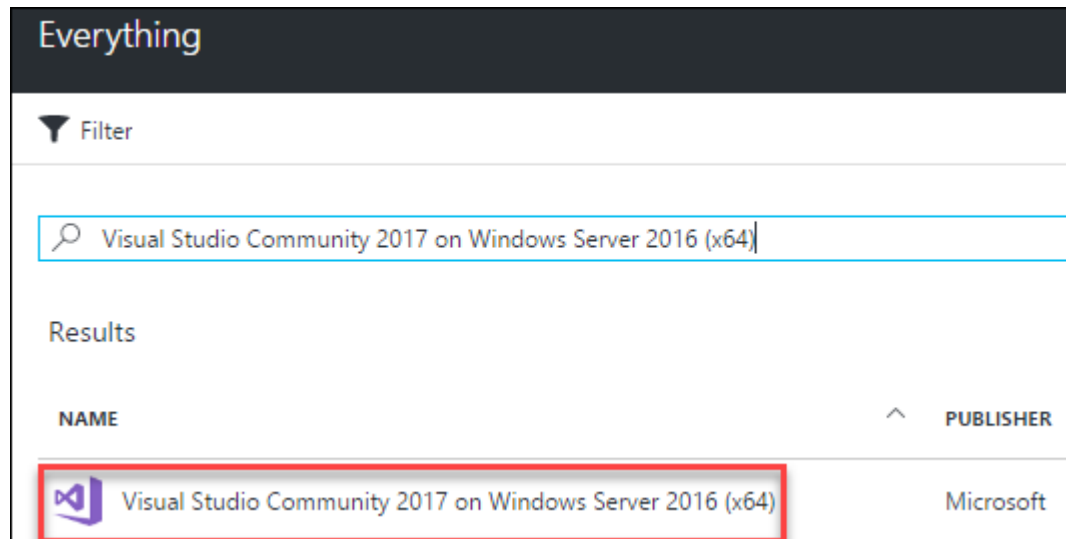 Everything
Filter
Visual Studio Community 2017 on Windows Server 2016 (x64)
Results
NAME PUBLISHER
Visual Studio Community 2017 on Windows Server 2016 (x64) Microsoft